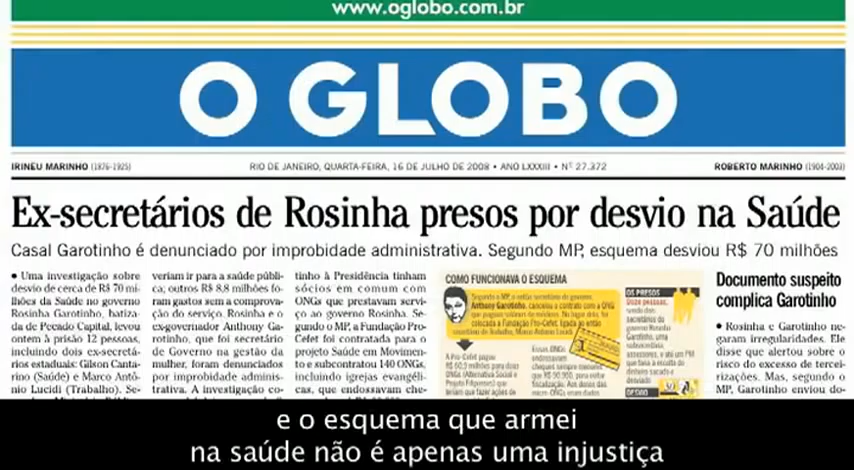 www.oglobo.com.br
O GLOBO
IRINEU MARINHO (1876-1925)
RIO DE JANEIRO, QUARTA-FEIRA, 16 DE JULHO DE 2008 • ANO LXXXIII • Nº 27.372
ROBERTO MARINHO (1904-2003)
Ex-secretários de Rosinha presos por desvio na Saúde
Casal Garotinho é denunciado por improbidade administrativa. Segundo MP, esquema desviou R$ 70 milhões
• Uma investigação sobre
desvio de cerca de R$ 70 mi-
lhões da Saúde no governo
Rosinha Garotinho, batiza-
da de Pecado Capital, levou
ontem à prisão 12 pessoas,
incluindo dois ex-secretá-
rios estaduais: Gilson Canta-
rino (Saúde) e Marco Antô-
nio Lucidi (Trabalho). Se-
veriam ir para a saúde públi-
ca; outros R$ 8,8 milhões fo-
ram gastos sem a comprova-
ção do serviço. Rosinha e o
ex-governador Anthony Ga-
rotinho, que foi secretário
de Governo na gestão da
mulher, foram denunciados
por improbidade adminis-
trativa. A investigação co-
tinho à Presidência tinham
sócios em comum com
ONGs que prestavam servi-
ço ao governo Rosinha. Se-
gundo o MP, a Fundação Pro-
Cefet foi contratada para o
projeto Saúde em Movimen-
to e subcontratou 140 ONGs,
incluindo igrejas evangéli-
cas, que endossavam che-
COMO FUNCIONAVA O ESQUEMA
Anthony Garotinho
A Pro-Cefet pagou
OS PRESOS
Documento suspeito
complica Garotinho
• Rosinha e Garotinho ne-
garam irregularidades. Ele
disse que alertou sobre o
risco do excesso de tercei-
rizações. Mas, segundo o
MP, Garotinho enviou do-
e o esquema que armei
na saúde não é apenas uma injustiça